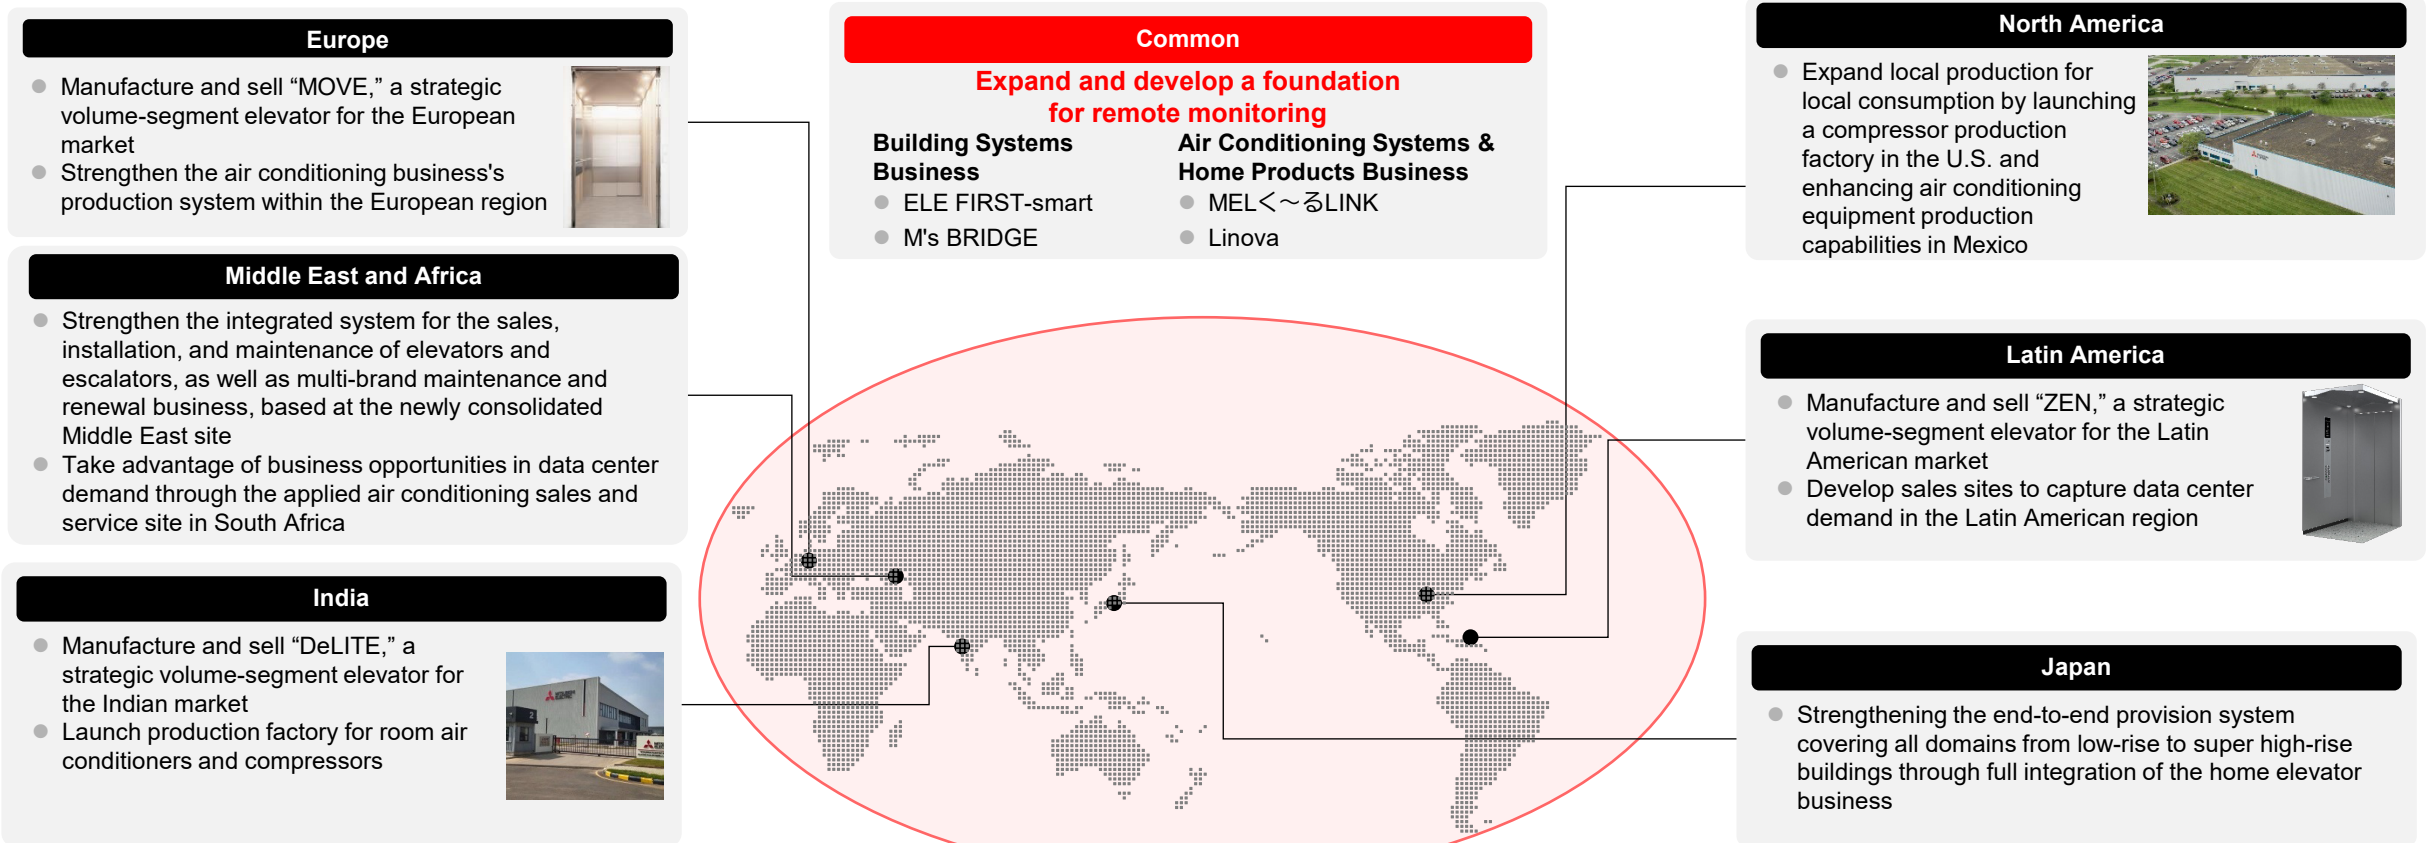 Europe
Manufacture and sell “MOVE,” a strategic
volume-segment elevator for the European
market
Strengthen the air conditioning business's
production system within the European region
Middle East and Africa
Strengthen the integrated system for the sales,
installation, and maintenance of elevators and
escalators, as well as multi-brand maintenance and
renewal business, based at the newly consolidated
Middle East site
Take advantage of business opportunities in data center
demand through the applied air conditioning sales and
service site in South Africa
India
Manufacture and sell “DeLITE,” a
strategic volume-segment elevator for
the Indian market
Launch production factory for room air
conditioners and compressors
Common
Expand and develop a foundation
for remote monitoring
Building Systems
Business
ELE FIRST-smart
M's BRIDGE
Air Conditioning Systems &
Home Products Business
MELく～るLINK
Linova
North America
Expand local production for
local consumption by launching
a compressor production
factory in the U.S. and
enhancing air conditioning
equipment production
capabilities in Mexico
Latin America
Manufacture and sell “ZEN,” a strategic
volume-segment elevator for the Latin
American market
Develop sales sites to capture data center
demand in the Latin American region
Japan
Strengthening the end-to-end provision system
covering all domains from low-rise to super high-rise
buildings through full integration of the home elevator
business